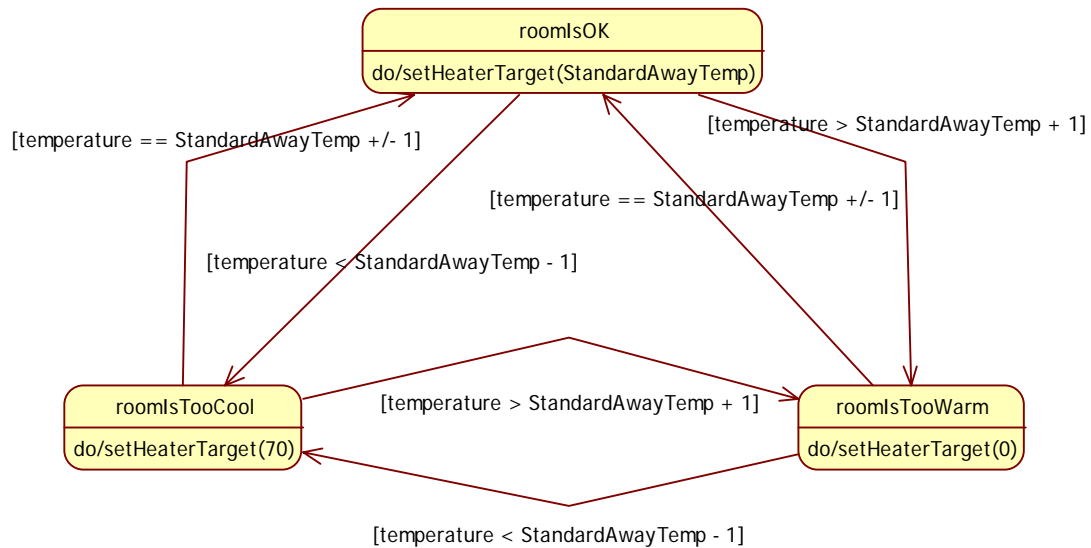 roomIsOK
do/setHeaterTarget(StandardAwayTemp)
[temperature == StandardAwayTemp +/- 1]
[temperature > StandardAwayTemp + 1]
[temperature == StandardAwayTemp +/- 1]
[temperature < StandardAwayTemp - 1]
roomIsTooCool
do/setHeaterTarget(70)
[temperature > StandardAwayTemp + 1]
roomIsTooWarm
do/setHeaterTarget(0)
[temperature < StandardAwayTemp - 1]